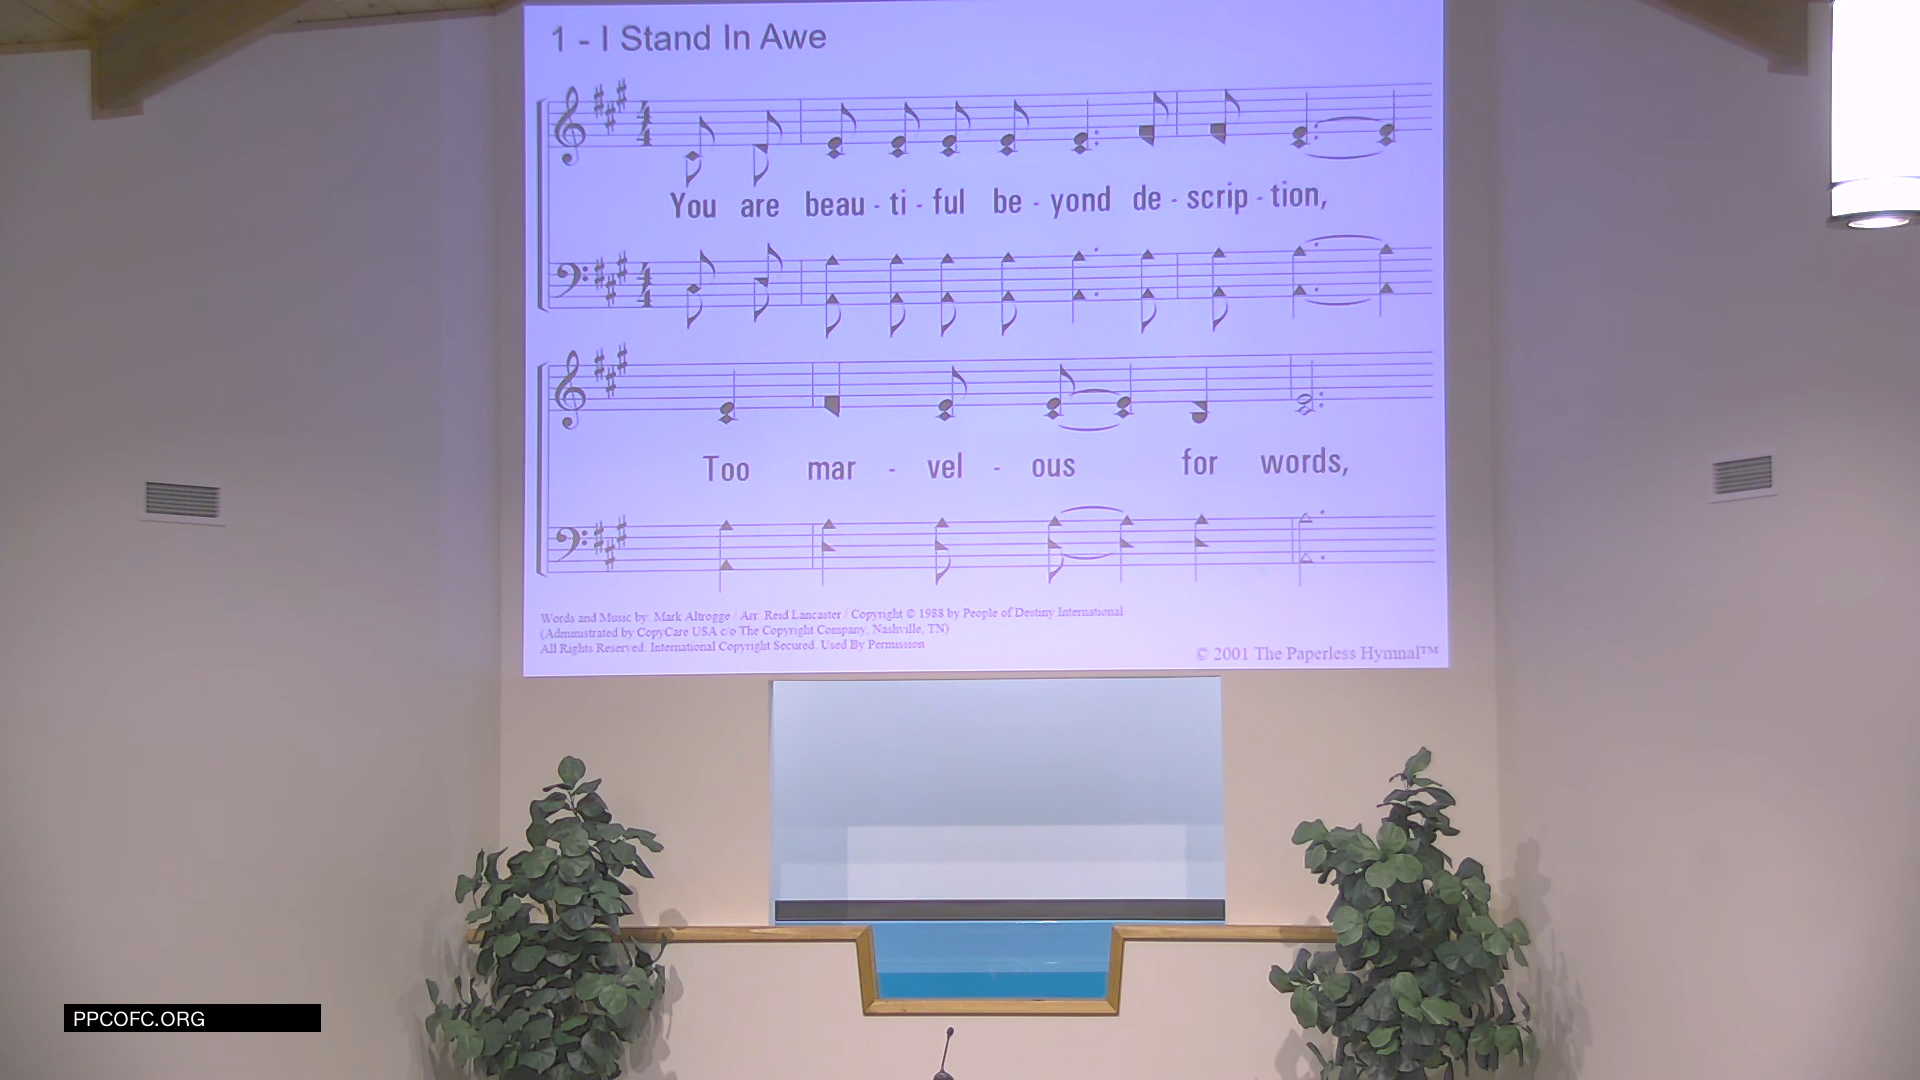 1 - I Stand In Awe
You are beau - ti - ful be - yond de - scrip - tion,
Too mar - vel - ous for words,
Words and Music by: Mark Altrogge / Arr. Reid Lancaster / Copyright © 1988 by People of Destiny International
(Administrated by CopyCare USA c/o The Copyright Company, Nashville, TN)
All Rights Reserved. International Copyright Secured. Used By Permission
© 2001 The Paperless Hymnal™
PPCOFC.ORG